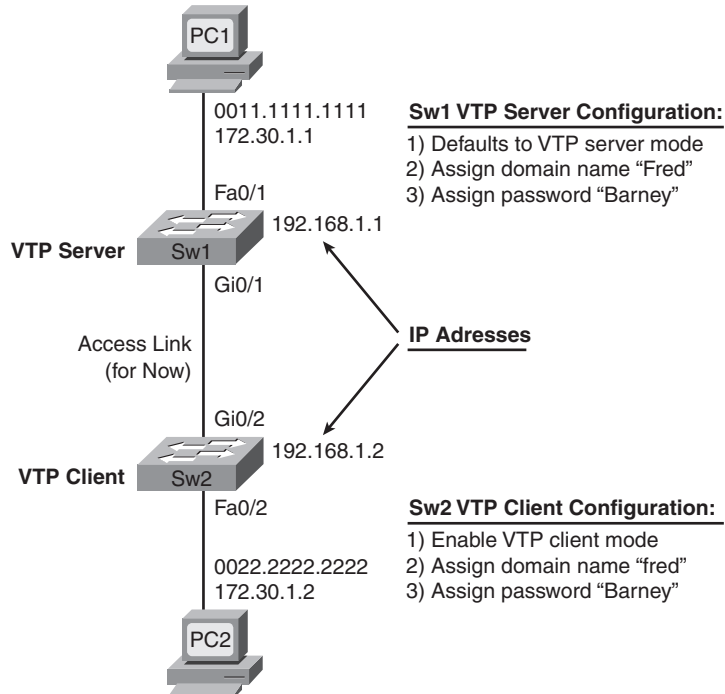 PC1
0011.1111.1111
172.30.1.1
Fa0/1
192.168.1.1
VTP Server
Sw1
Gi0/1
Sw1 VTP Server Configuration:
1) Defaults to VTP server mode
2) Assign domain name “Fred”
3) Assign password “Barney”
Access Link
(for Now)
IP Adresses
Gi0/2
192.168.1.2
VTP Client
Sw2
Fa0/2
0022.2222.2222
172.30.1.2
PC2
Sw2 VTP Client Configuration:
1) Enable VTP client mode
2) Assign domain name “fred”
3) Assign password “Barney”